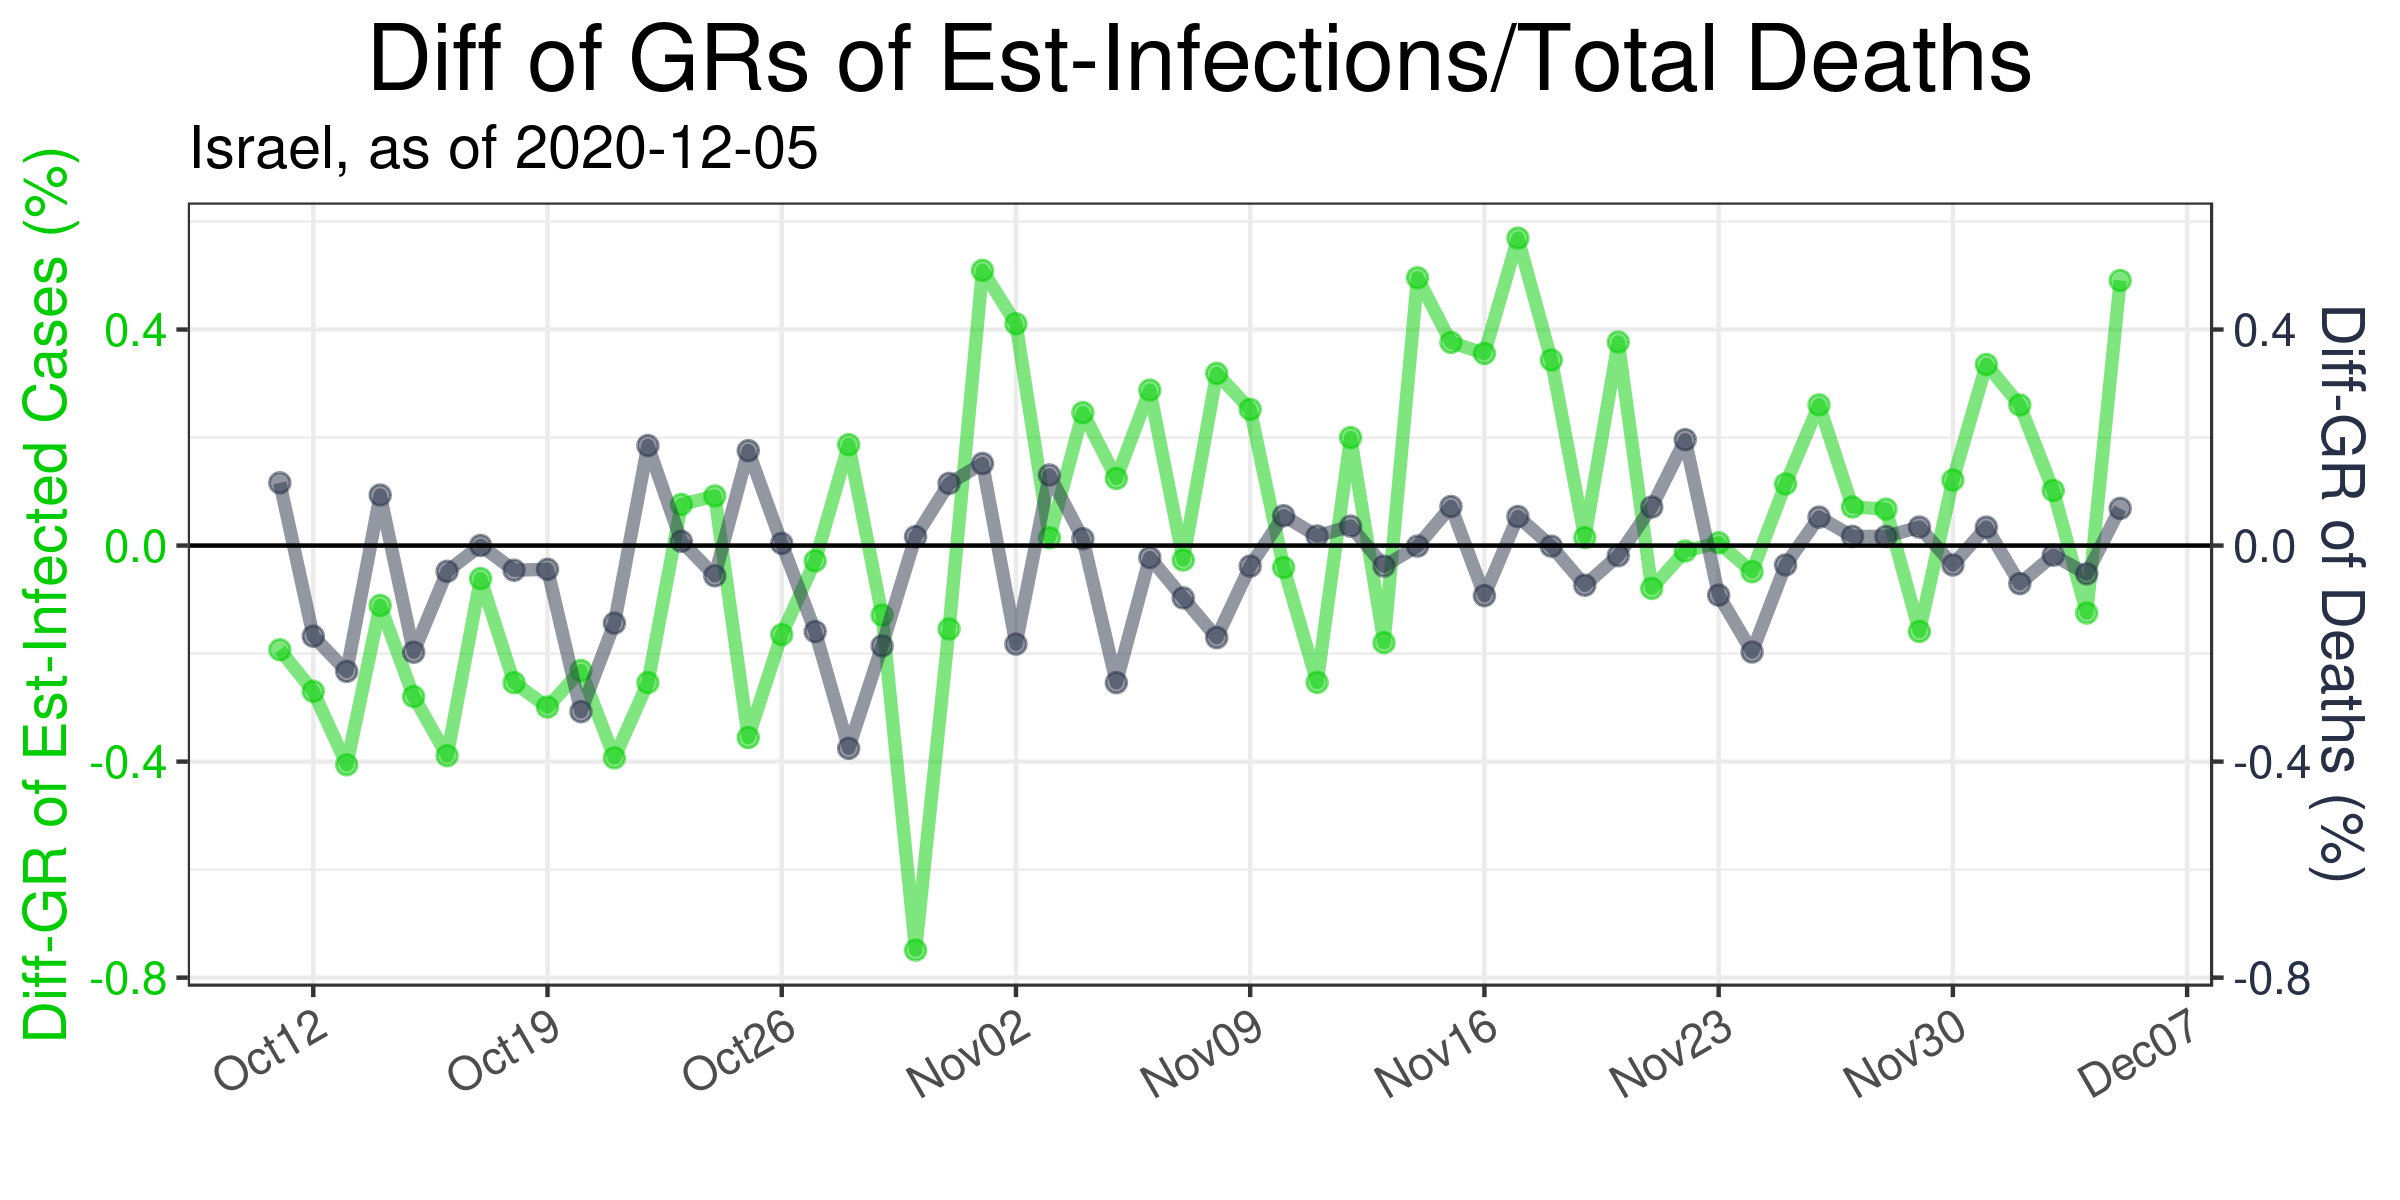 Diff of GRs of Est-Infections/Total Deaths
Israel, as of 2020-12-05
Diff-GR of Est-Infected Cases (%)
0.4
0.0
-0.4
-0.8
0.4
0.0
-0.4
-0.8
Diff-GR of Deaths (%)
Oct12
Oct19
Oct26
Nov02
Nov09
Nov16
Nov23
Nov30
Dec07